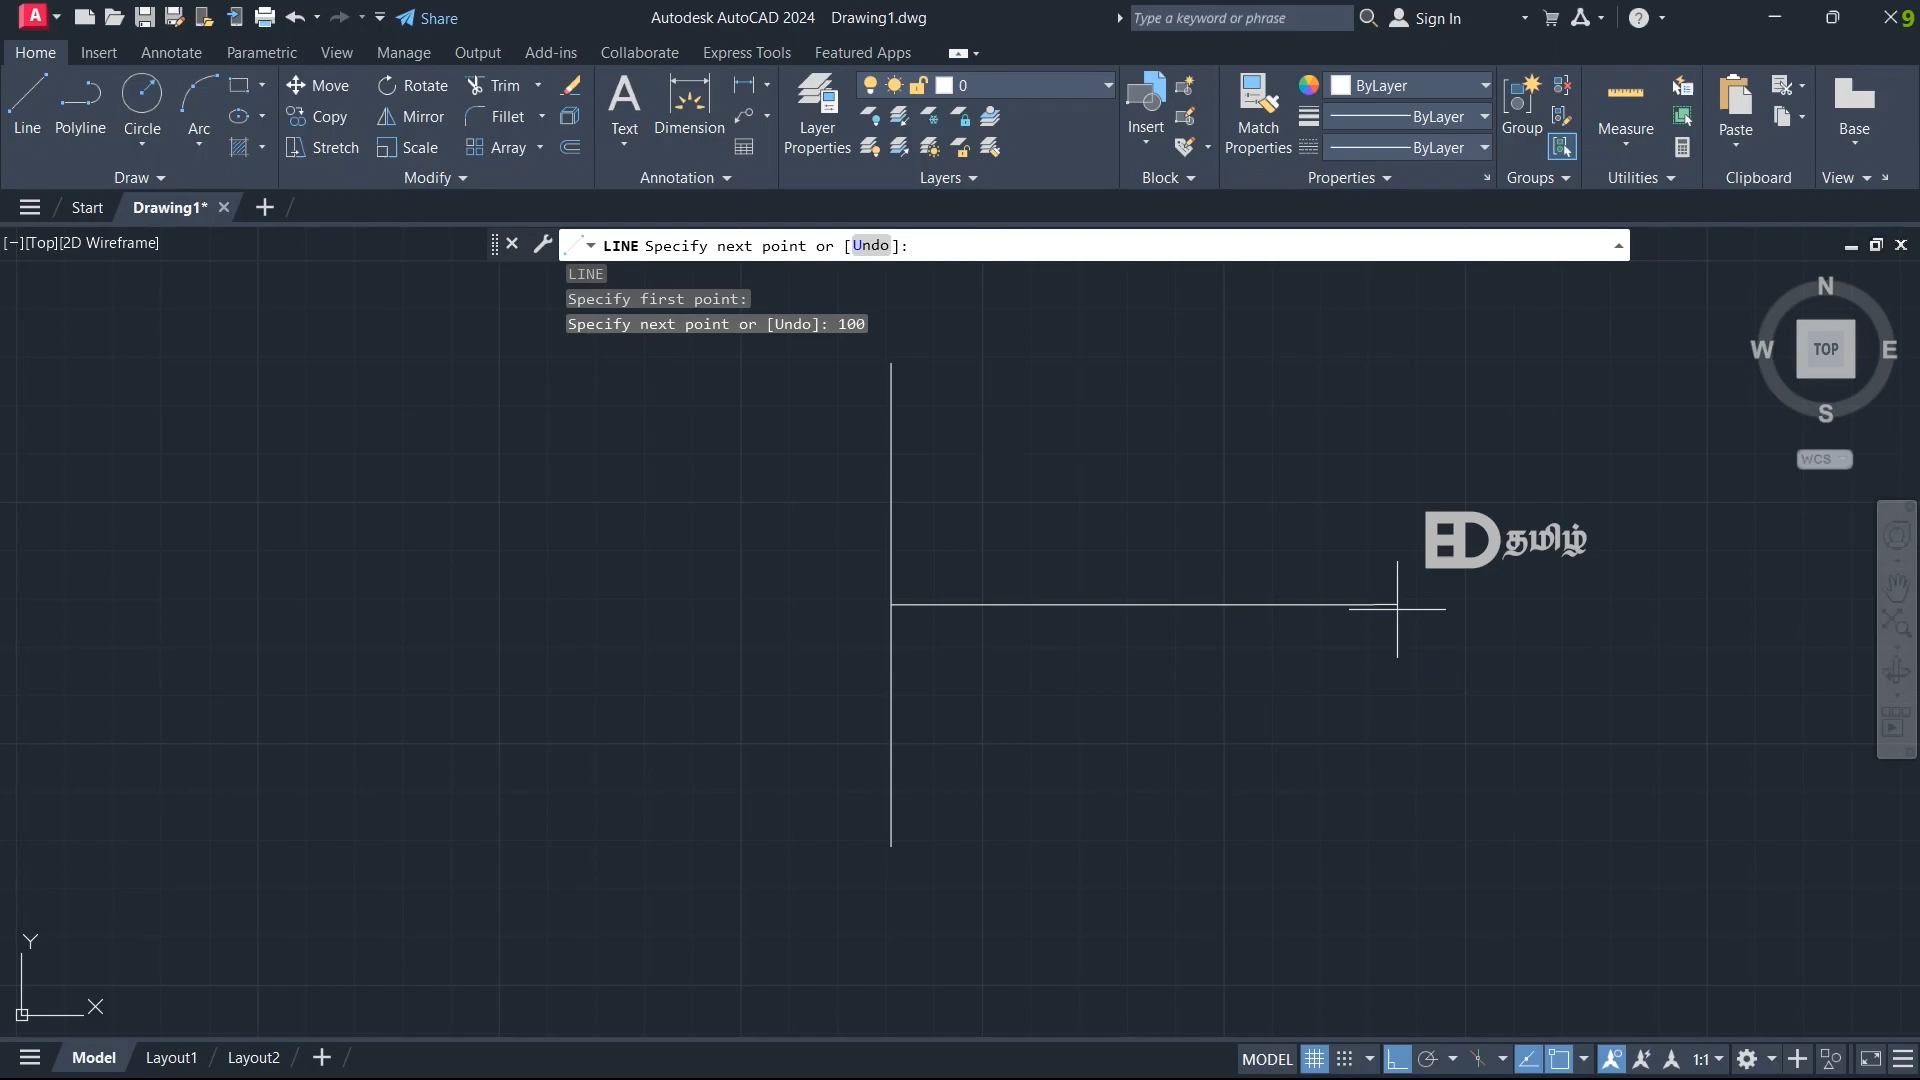 Share
Autodesk AutoCAD 2024 Drawing1.dwg
Type a keyword or phrase
Sign In
9
Home Insert Annotate Parametric View Manage Output Add-ins Collaborate Express Tools Featured Apps
Line Polyline Circle Arc
Move Rotate Trim
Copy Mirror Fillet
Stretch Scale Array
Text Dimension
Layer Properties
0
Insert
Match Properties
ByLayer
ByLayer
ByLayer
Group
Measure
Paste
Base
Draw Modify Annotation Layers Block Properties Groups Utilities Clipboard View
Start Drawing1*
[−][Top][2D Wireframe]
LINE Specify next point or [Undo]:
LINE
Specify first point:
Specify next point or [Undo]: 100
N
W TOP E
S
WCS
ED தமிழ்
Y
X
Model Layout1 Layout2
MODEL 1:1